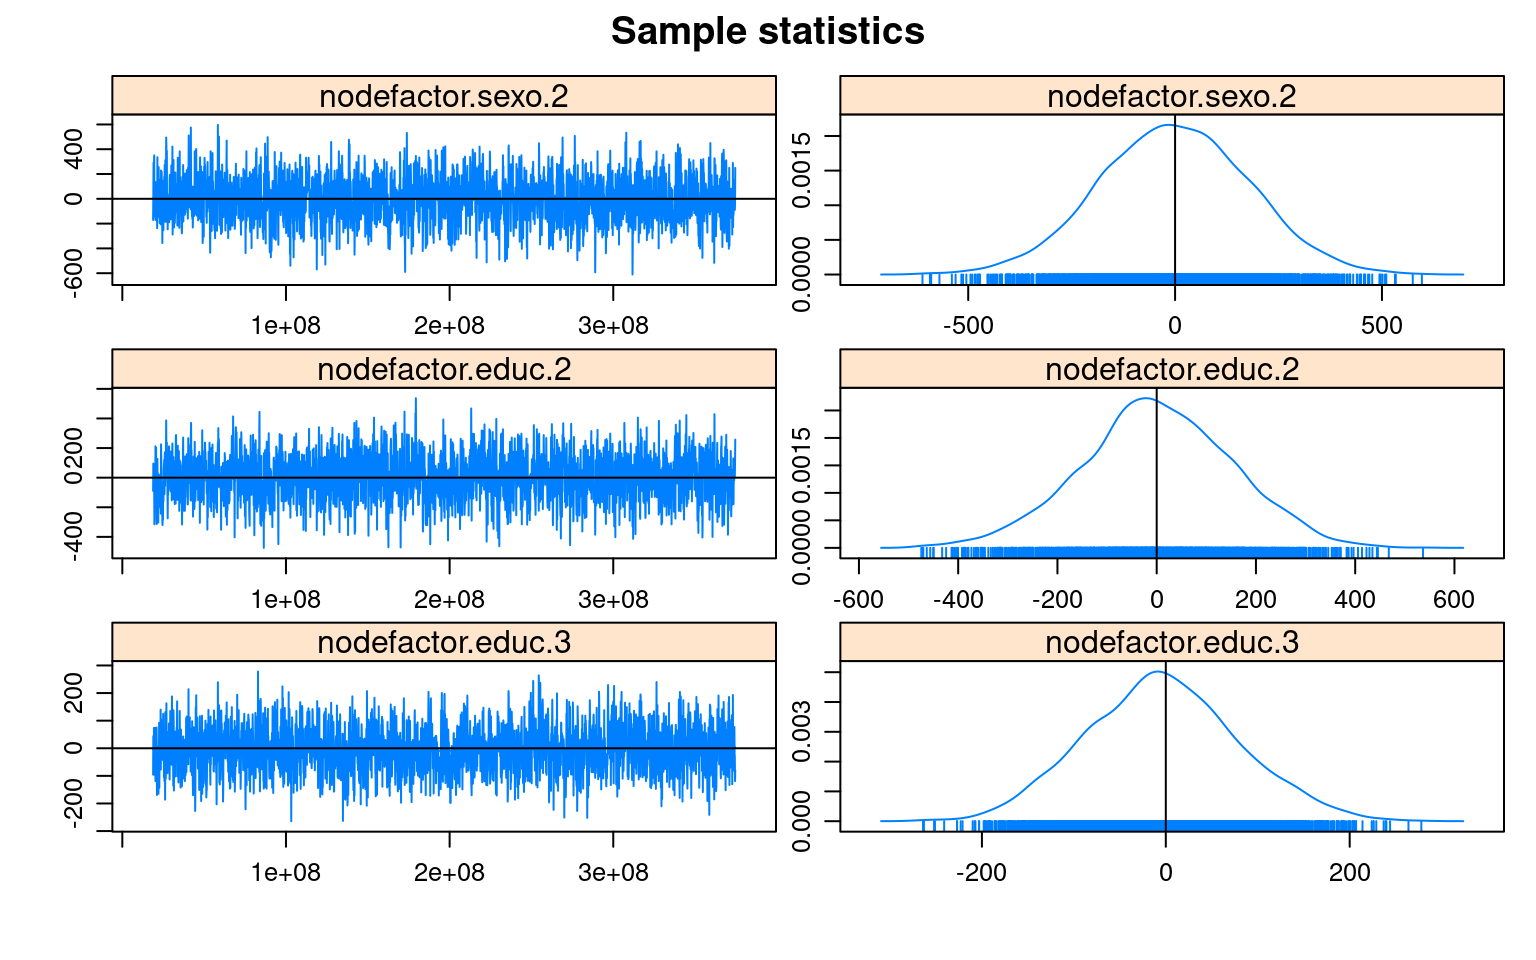 Sample statistics
nodefactor.sexo.2 nodefactor.sexo.2
400
0
-600
1e+08 2e+08 3e+08
0.0015
0.0000
-500 0 500
nodefactor.educ.2 nodefactor.educ.2
200
0
-400
1e+08 2e+08 3e+08
0.0015
0.0000
-600 -400 -200 0 200 400 600
nodefactor.educ.3 nodefactor.educ.3
200
0
-200
1e+08 2e+08 3e+08
0.003
0.000
-200 0 200